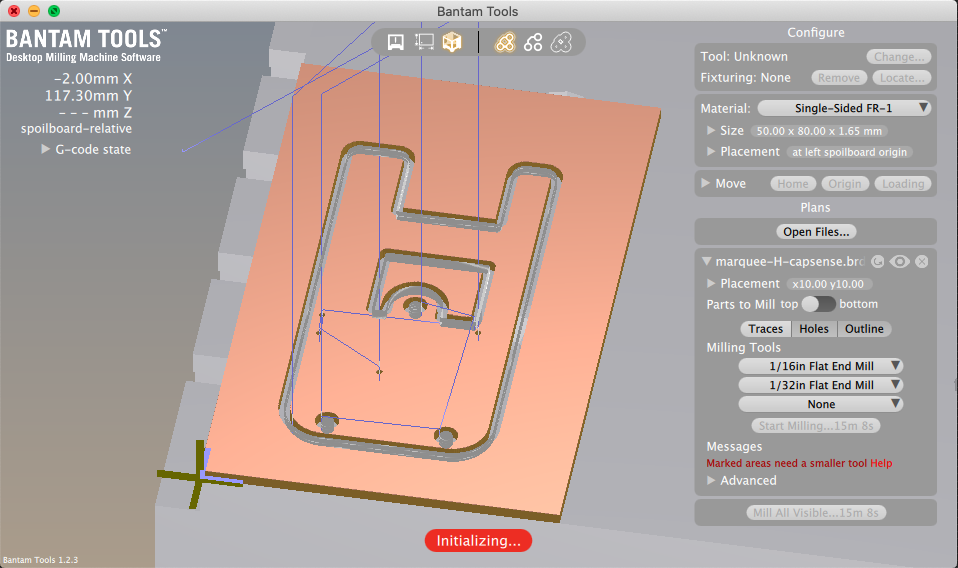 Bantam Tools
BANTAM TOOLS™
Desktop Milling Machine Software
-2.00mm X
117.30mm Y
- - - mm Z
spoilboard-relative
G-code state
Configure
Tool: Unknown
Change...
Fixturing: None
Remove
Locate...
Material:
Single-Sided FR-1
Size
50.00 x 80.00 x 1.65 mm
Placement
at left spoilboard origin
Move
Home
Origin
Loading
Plans
Open Files...
marquee-H-capsense.brd
Placement
x10.00 y10.00
Parts to Mill
top
bottom
Traces
Holes
Outline
Milling Tools
1/16in Flat End Mill
1/32in Flat End Mill
None
Start Milling...15m 8s
Messages
Marked areas need a smaller tool Help
Advanced
Mill All Visible...15m 8s
Initializing...
Bantam Tools 1.2.3